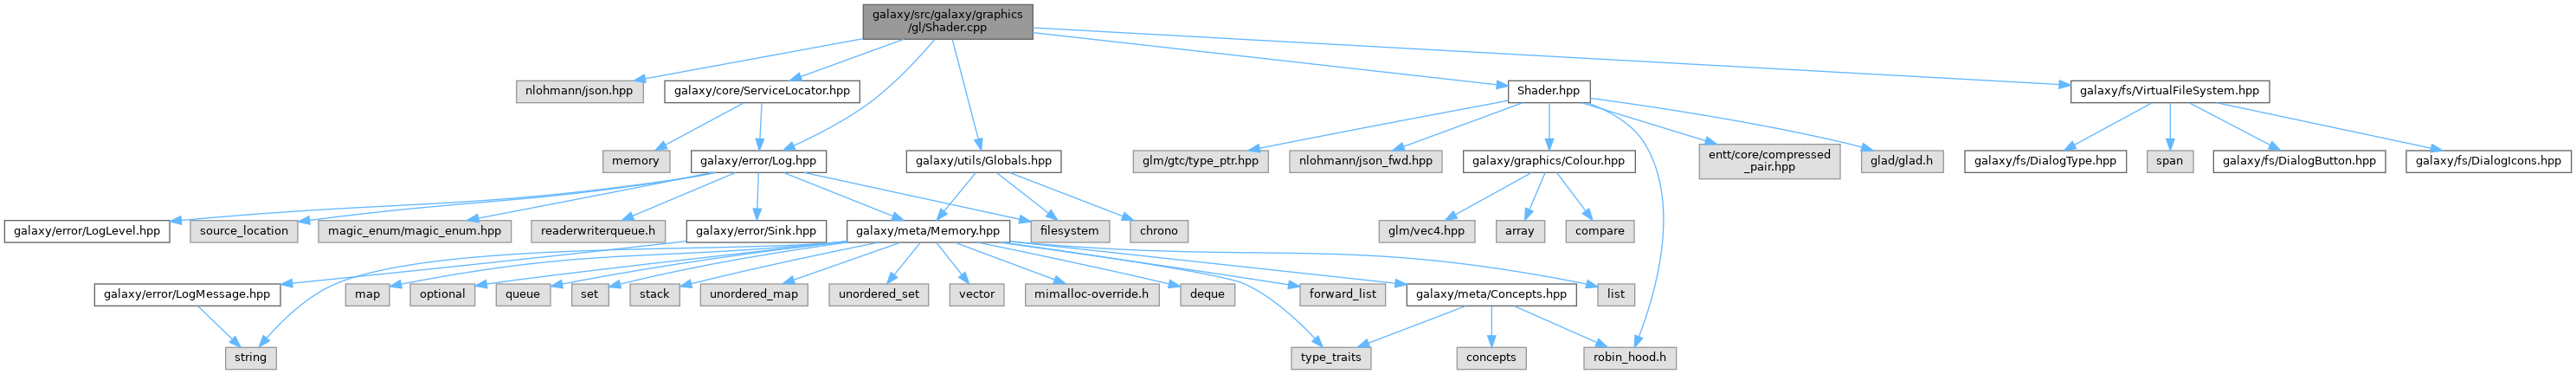 galaxy/src/galaxy/graphics
/gl/Shader.cpp
nlohmann/json.hpp
galaxy/core/ServiceLocator.hpp
Shader.hpp
galaxy/fs/VirtualFileSystem.hpp
memory
galaxy/error/Log.hpp
galaxy/utils/Globals.hpp
glm/gtc/type_ptr.hpp
nlohmann/json_fwd.hpp
galaxy/graphics/Colour.hpp
entt/core/compressed
_pair.hpp
glad/glad.h
galaxy/fs/DialogType.hpp
span
galaxy/fs/DialogButton.hpp
galaxy/fs/DialogIcons.hpp
galaxy/error/LogLevel.hpp
source_location
magic_enum/magic_enum.hpp
readerwriterqueue.h
galaxy/error/Sink.hpp
galaxy/meta/Memory.hpp
filesystem
chrono
glm/vec4.hpp
array
compare
galaxy/error/LogMessage.hpp
map
optional
queue
set
stack
unordered_map
unordered_set
vector
mimalloc-override.h
deque
forward_list
galaxy/meta/Concepts.hpp
list
string
type_traits
concepts
robin_hood.h